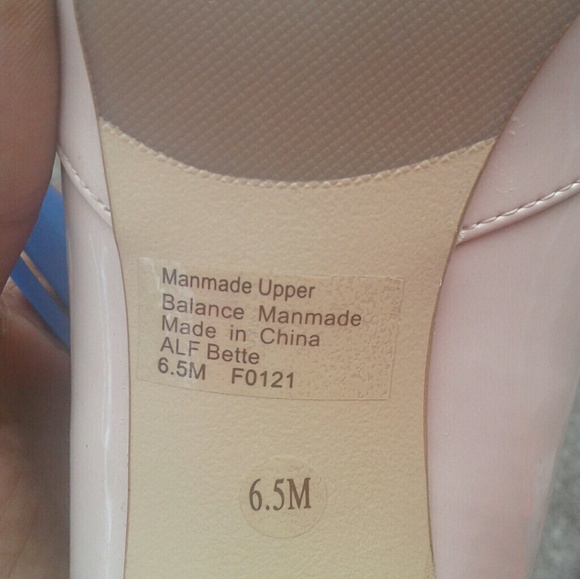 Manmade Upper
Balance Manmade
Made in China
ALF Bette
6.5M F0121
6.5M